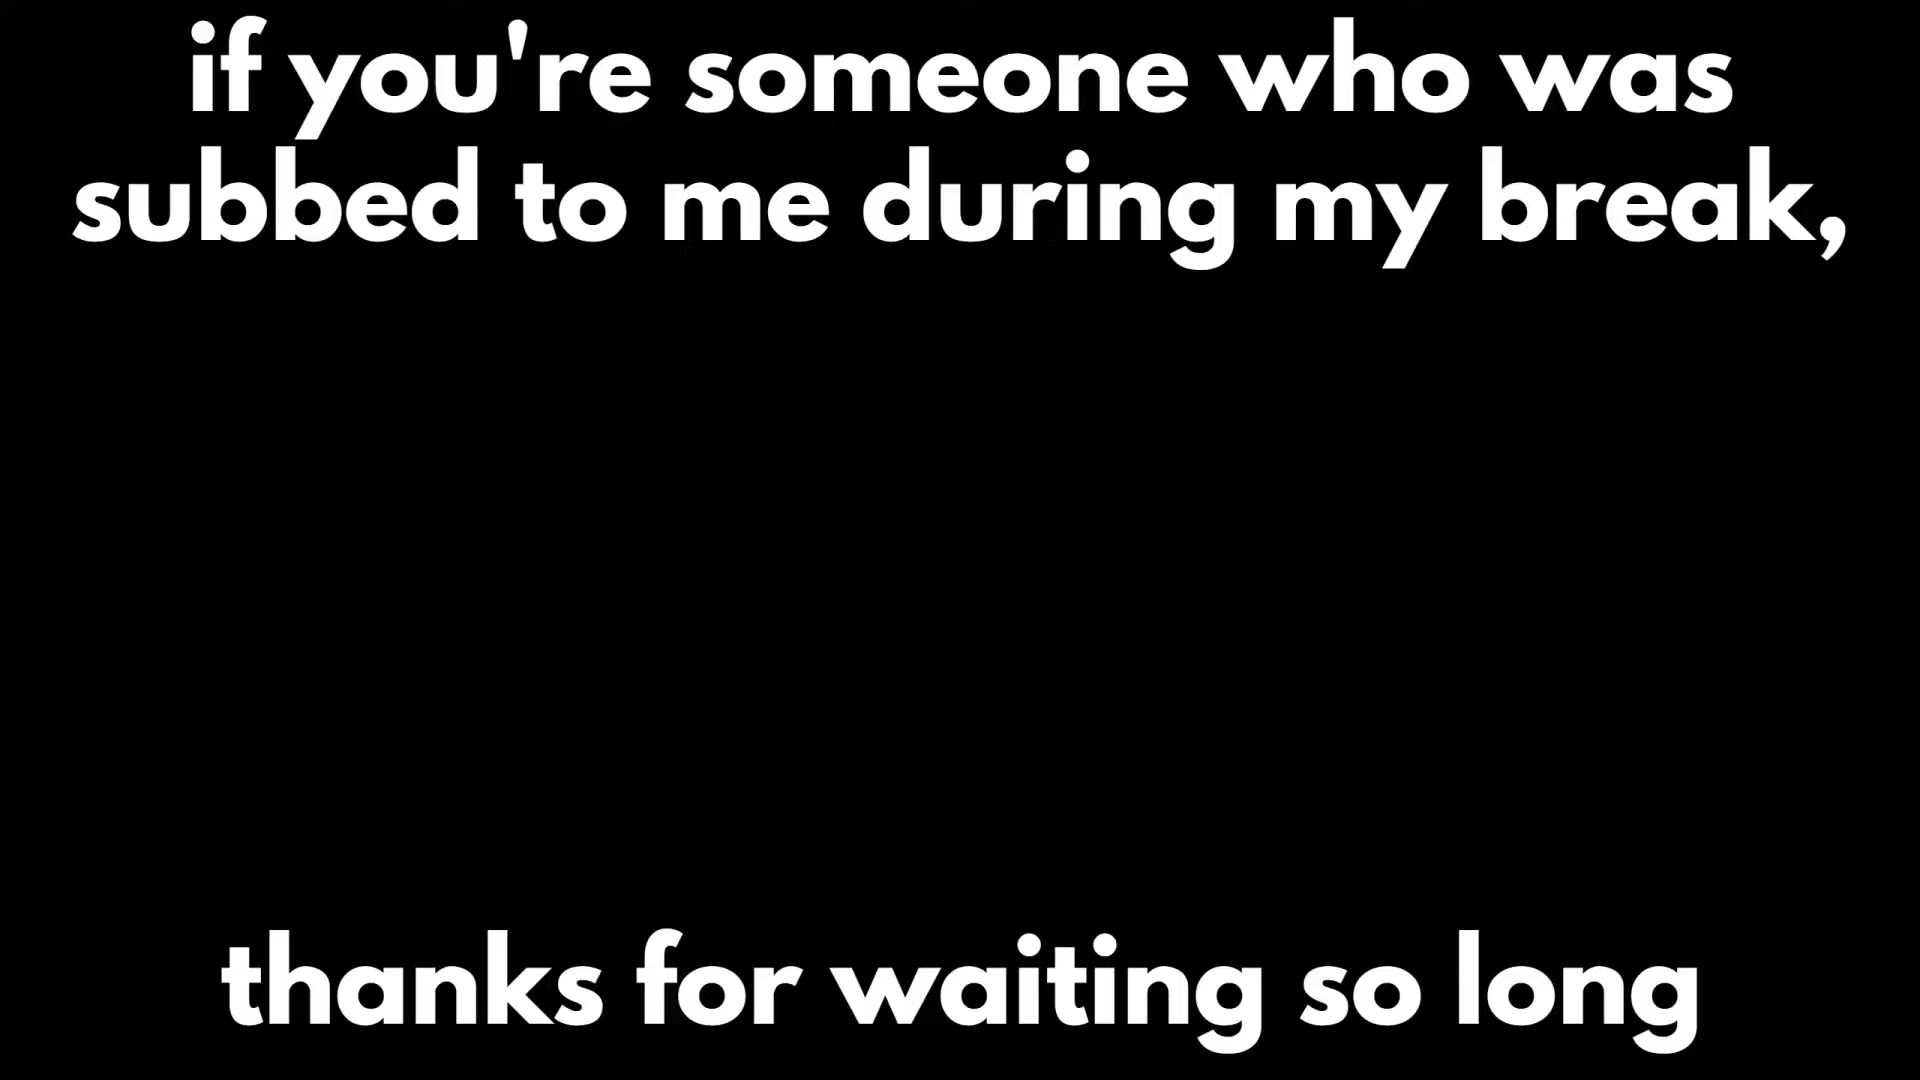 if you're someone who was
subbed to me during my break,
thanks for waiting so long